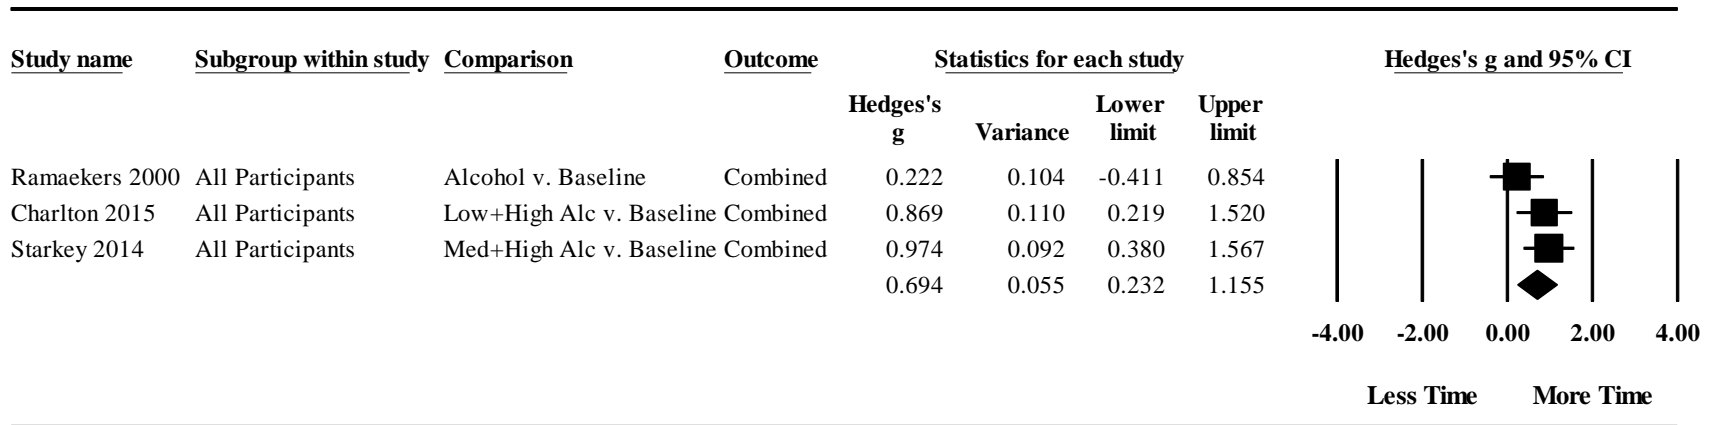 Study name Subgroup within study Comparison Outcome Statistics for each study Hedges's g and 95% CI
Hedges's g Variance Lower limit Upper limit
Ramaekers 2000 All Participants Alcohol v. Baseline Combined 0.222 0.104 -0.411 0.854
Charlton 2015 All Participants Low+High Alc v. Baseline Combined 0.869 0.110 0.219 1.520
Starkey 2014 All Participants Med+High Alc v. Baseline Combined 0.974 0.092 0.380 1.567
0.694 0.055 0.232 1.155
-4.00 -2.00 0.00 2.00 4.00
Less Time More Time